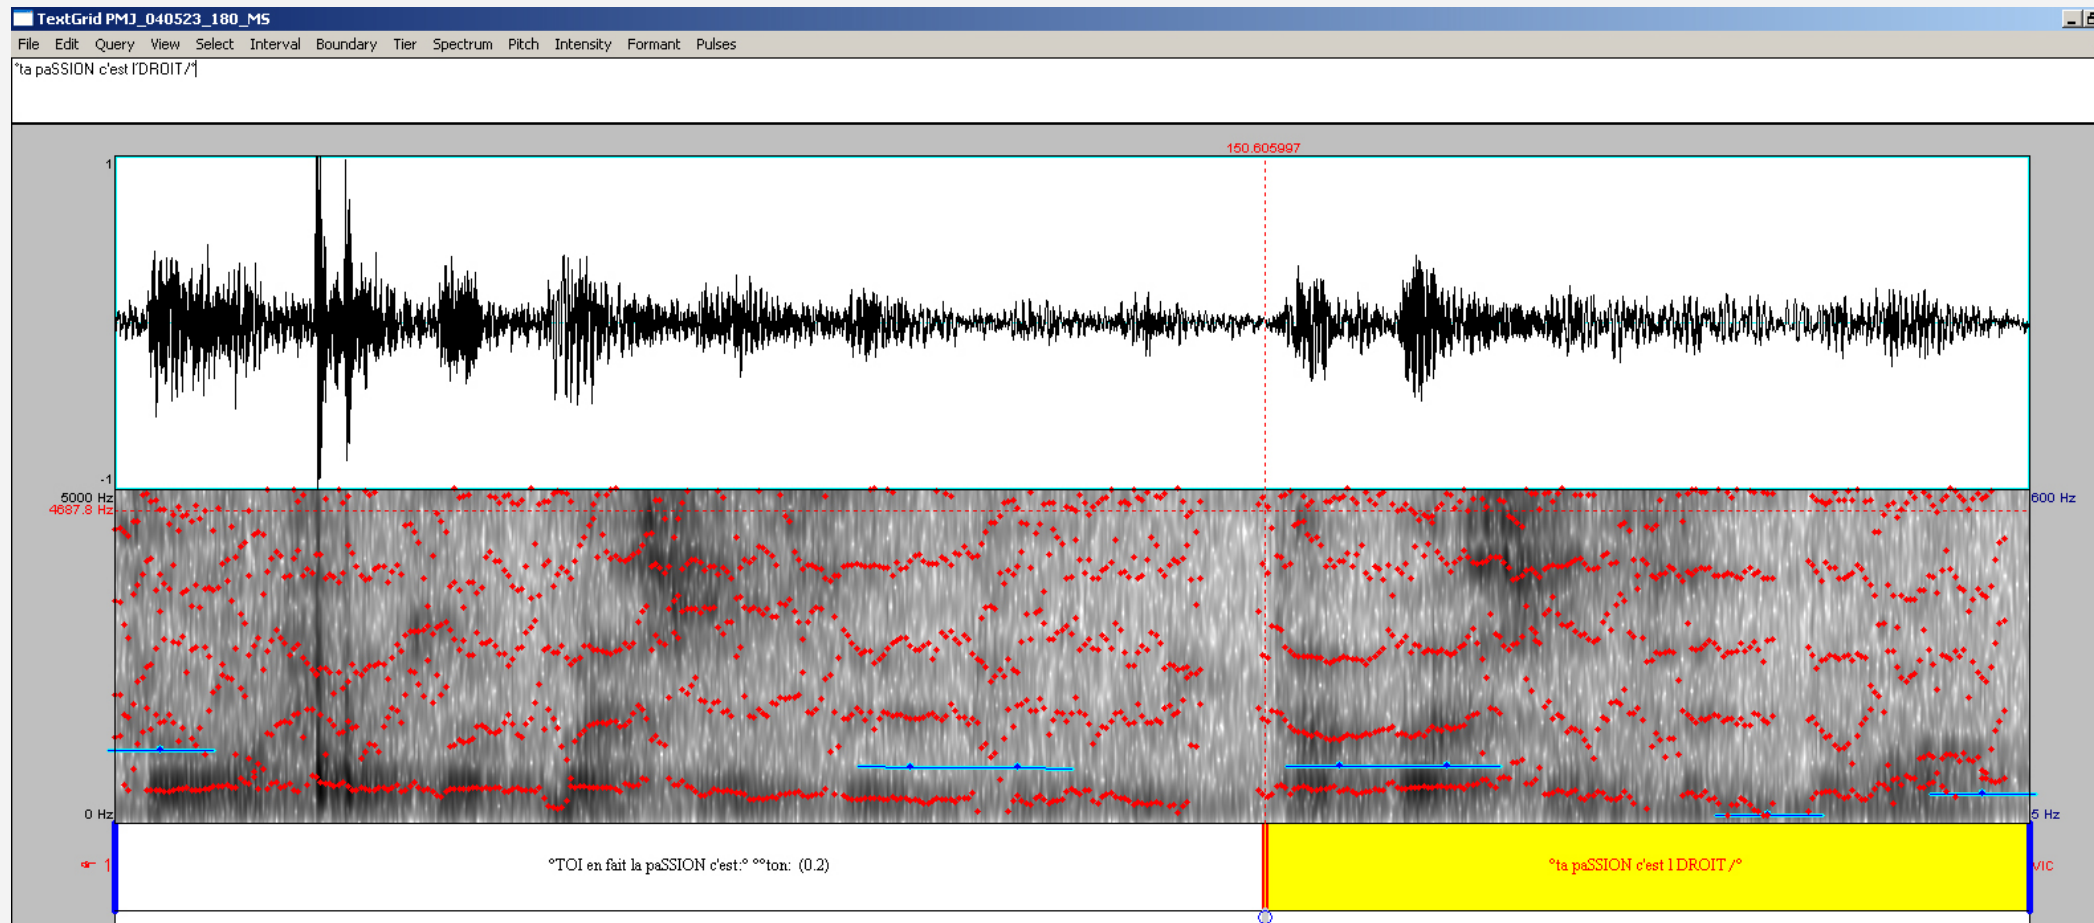 TextGrid PMJ_040523_180_MS
File Edit Query View Select Interval Boundary Tier Spectrum Pitch Intensity Formant Pulses
°ta paSSION c'est l'DROIT/°
150.605997
1
-1
5000 Hz
4687.8 Hz
600 Hz
0 Hz
5 Hz
1
°TOI en fait la paSSION c'est:° °°ton: (0.2)
°ta paSSION c'est l DROIT /°
VIC